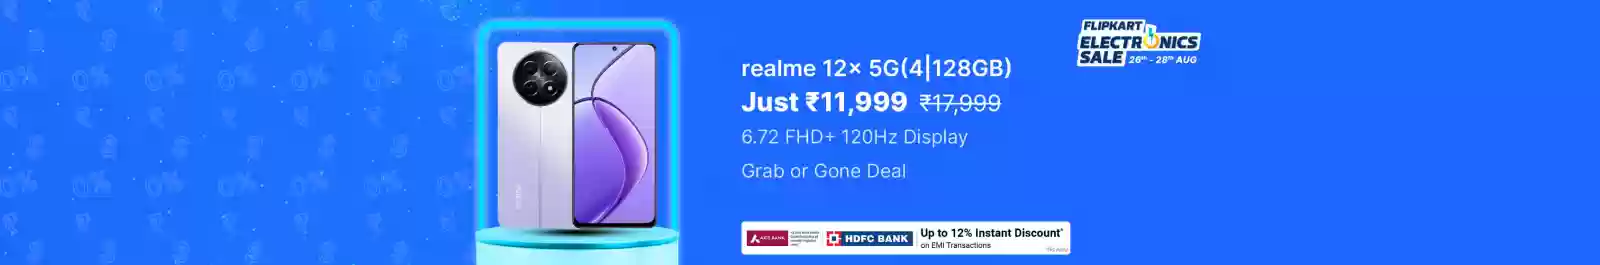 FLIPKART
ELECTRONICS
SALE 26th - 28th AUG
realme 12x 5G(4|128GB)
Just ₹11,999 ₹17,999
6.72 FHD+ 120Hz Display
Grab or Gone Deal
AXIS BANK
HDFC BANK
Up to 12% Instant Discount*
on EMI Transactions
*T&C Apply